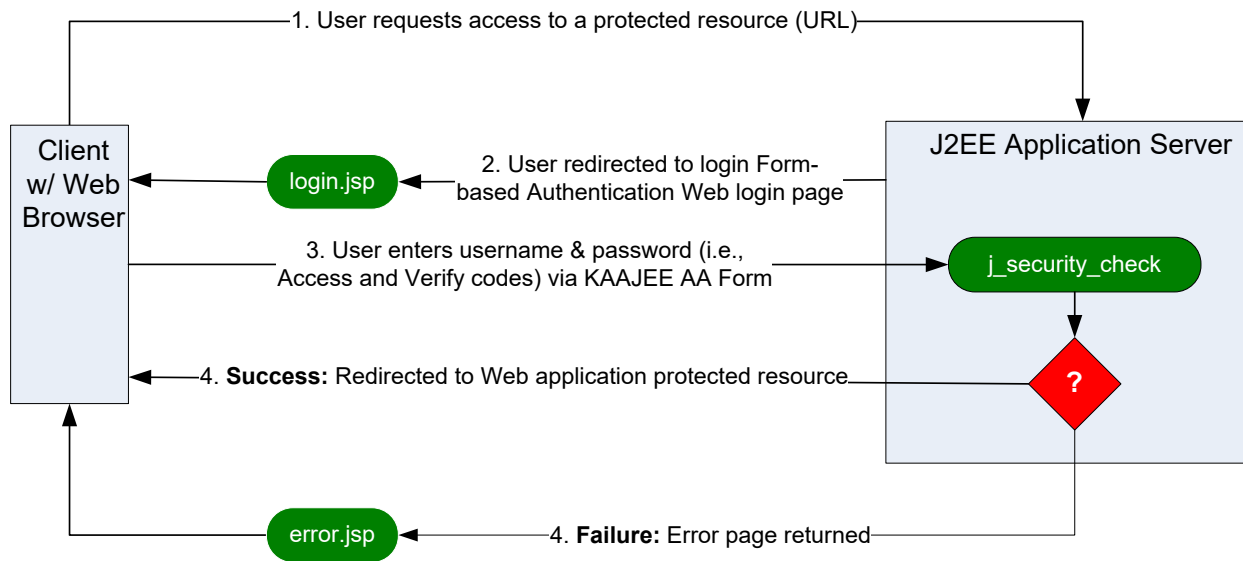 1. User requests access to a protected resource (URL)
Client
w/ Web
Browser
J2EE Application Server
login.jsp
2. User redirected to login Form-
based Authentication Web login page
3. User enters username & password (i.e.,
Access and Verify codes) via KAAJEE AA Form
j_security_check
4. Success: Redirected to Web application protected resource
?
error.jsp
4. Failure: Error page returned